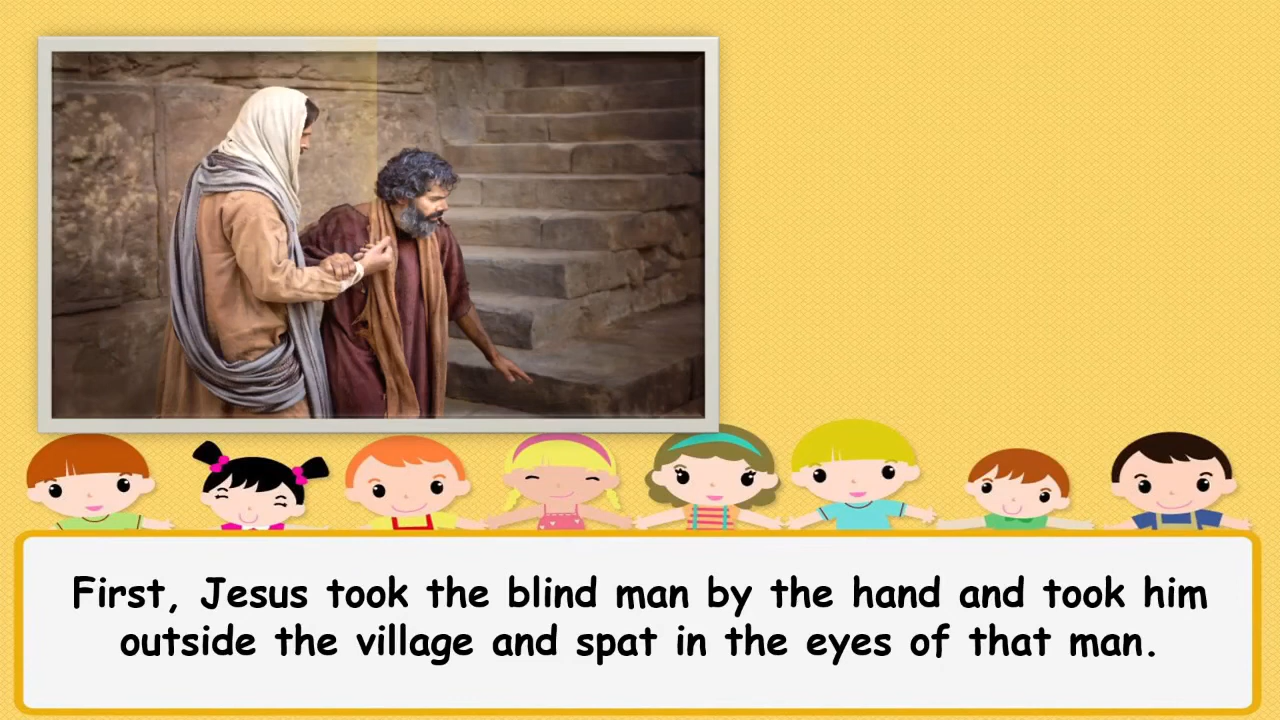 First, Jesus took the blind man by the hand and took him
outside the village and spat in the eyes of that man.